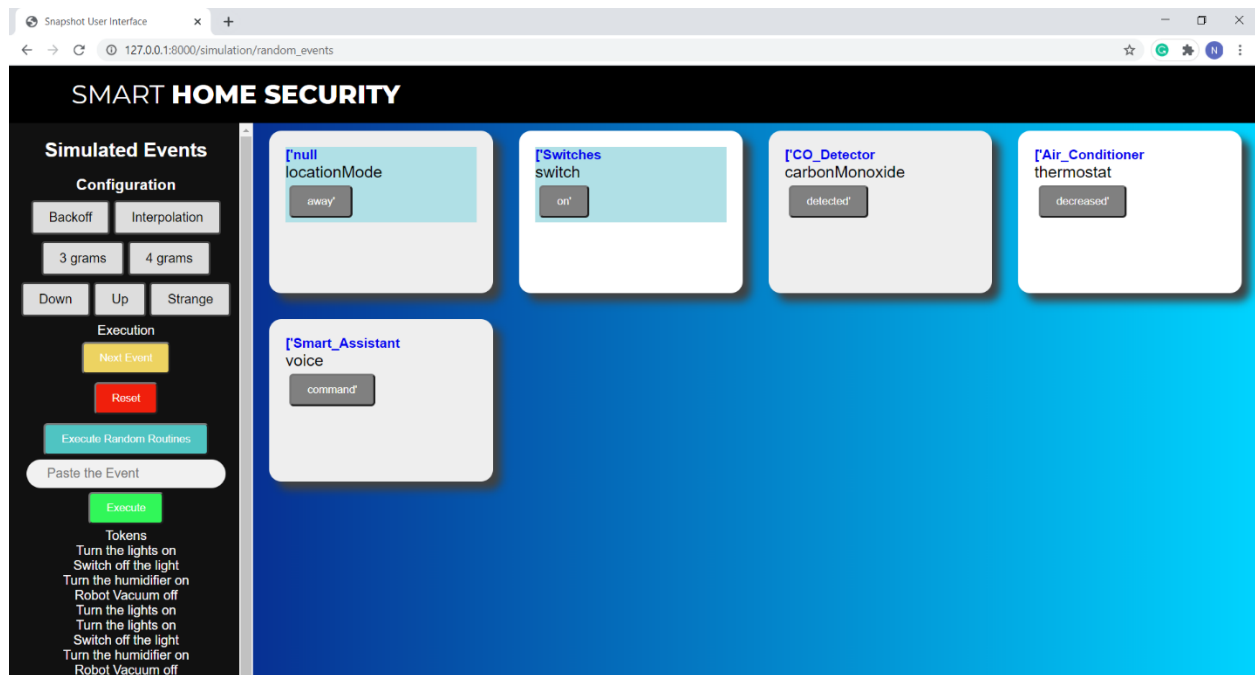 Snapshot User Interface
127.0.0.1:8000/simulation/random_events
N
SMART HOME SECURITY
Simulated Events
Configuration
Backoff Interpolation
3 grams 4 grams
Down Up Strange
Execution
Next Event
Reset
Execute Random Routines
Paste the Event
Execute
Tokens
Turn the lights on
Switch off the light
Turn the humidifier on
Robot Vacuum off
Turn the lights on
Turn the lights on
Switch off the light
Turn the humidifier on
Robot Vacuum off
['null
locationMode
away'
['Switches
switch
on'
['CO_Detector
carbonMonoxide
detected'
['Air_Conditioner
thermostat
decreased'
['Smart_Assistant
voice
command'